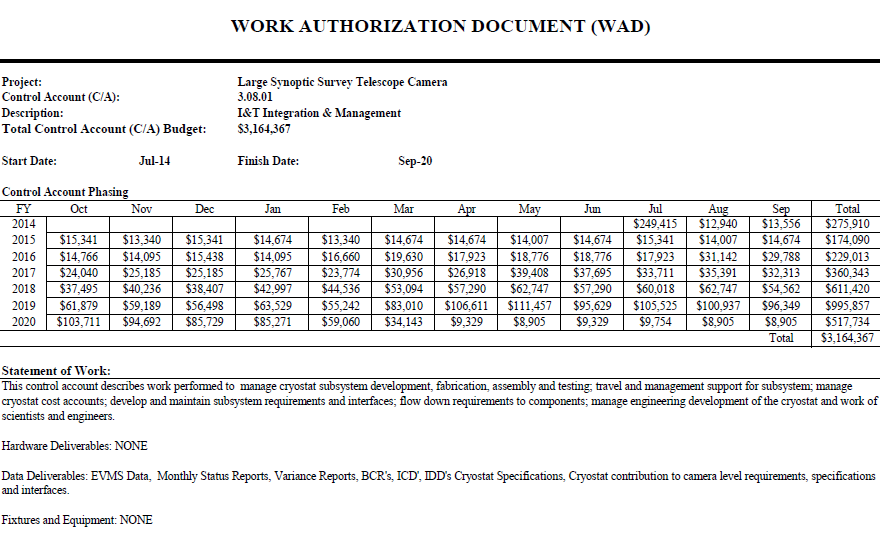 WORK AUTHORIZATION DOCUMENT (WAD)
Project: Large Synoptic Survey Telescope Camera
Control Account (C/A): 3.08.01
Description: I&T Integration & Management
Total Control Account (C/A) Budget: $3,164,367
Start Date: Jul-14 Finish Date: Sep-20
Control Account Phasing
FY Oct Nov Dec Jan Feb Mar Apr May Jun Jul Aug Sep Total
2014 $249,415 $12,940 $13,556 $275,910
2015 $15,341 $13,340 $15,341 $14,674 $13,340 $14,674 $14,674 $14,007 $14,674 $15,341 $14,007 $14,674 $174,090
2016 $14,766 $14,095 $15,438 $14,095 $16,660 $19,630 $17,923 $18,776 $18,776 $17,923 $31,142 $29,788 $229,013
2017 $24,040 $25,185 $25,185 $25,767 $23,774 $30,956 $26,918 $39,408 $37,695 $33,711 $35,391 $32,313 $360,343
2018 $37,495 $40,236 $38,407 $42,997 $44,536 $53,094 $57,290 $62,747 $57,290 $60,018 $62,747 $54,562 $611,420
2019 $61,879 $59,189 $56,498 $63,529 $55,242 $83,010 $106,611 $111,457 $95,629 $105,525 $100,937 $96,349 $995,857
2020 $103,711 $94,692 $85,729 $85,271 $59,060 $34,143 $9,329 $8,905 $9,329 $9,754 $8,905 $8,905 $517,734
Total $3,164,367
Statement of Work:
This control account describes work performed to manage cryostat subsystem development, fabrication, assembly and testing; travel and management support for subsystem; manage
cryostat cost accounts; develop and maintain subsystem requirements and interfaces; flow down requirements to components; manage engineering development of the cryostat and work of
scientists and engineers.
Hardware Deliverables: NONE
Data Deliverables: EVMS Data, Monthly Status Reports, Variance Reports, BCR's, ICD', IDD's Cryostat Specifications, Cryostat contribution to camera level requirements, specifications
and interfaces.
Fixtures and Equipment: NONE